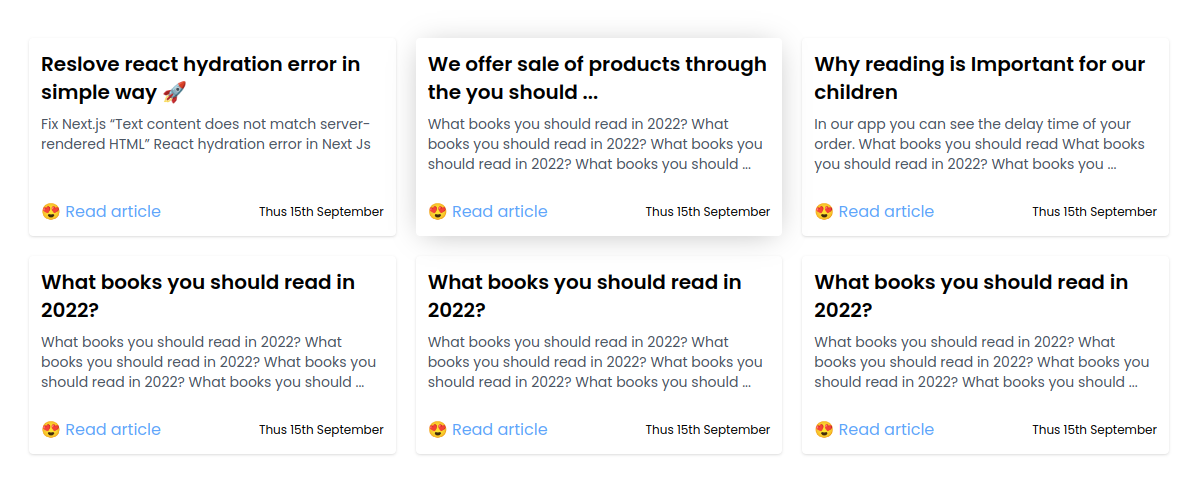 Reslove react hydration error in
simple way 🚀
Fix Next.js “Text content does not match server-
rendered HTML” React hydration error in Next Js
😍 Read article
Thus 15th September
We offer sale of products through
the you should ...
What books you should read in 2022? What
books you should read in 2022? What books you
should read in 2022? What books you should ...
😍 Read article
Thus 15th September
Why reading is Important for our
children
In our app you can see the delay time of your
order. What books you should read What books
you should read in 2022? What books you ...
😍 Read article
Thus 15th September
What books you should read in
2022?
What books you should read in 2022? What
books you should read in 2022? What books you
should read in 2022? What books you should ...
😍 Read article
Thus 15th September
What books you should read in
2022?
What books you should read in 2022? What
books you should read in 2022? What books you
should read in 2022? What books you should ...
😍 Read article
Thus 15th September
What books you should read in
2022?
What books you should read in 2022? What
books you should read in 2022? What books you
should read in 2022? What books you should ...
😍 Read article
Thus 15th September